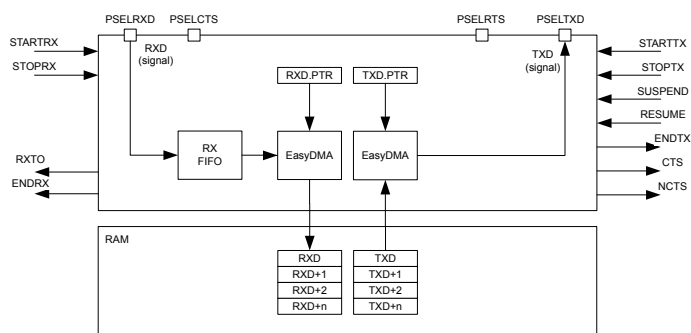 PSELRXD PSELCTS PSELRTS PSELTXD
STARTRX
STOPRX
RXD
(signal)
RXD.PTR TXD.PTR
TXD
(signal)
STARTTX
STOPTX
SUSPEND
RESUME
RX
FIFO
EasyDMA EasyDMA
RXTO
ENDRX
ENDTX
CTS
NCTS
RAM
RXD TXD
RXD+1 TXD+1
RXD+2 TXD+2
RXD+n TXD+n